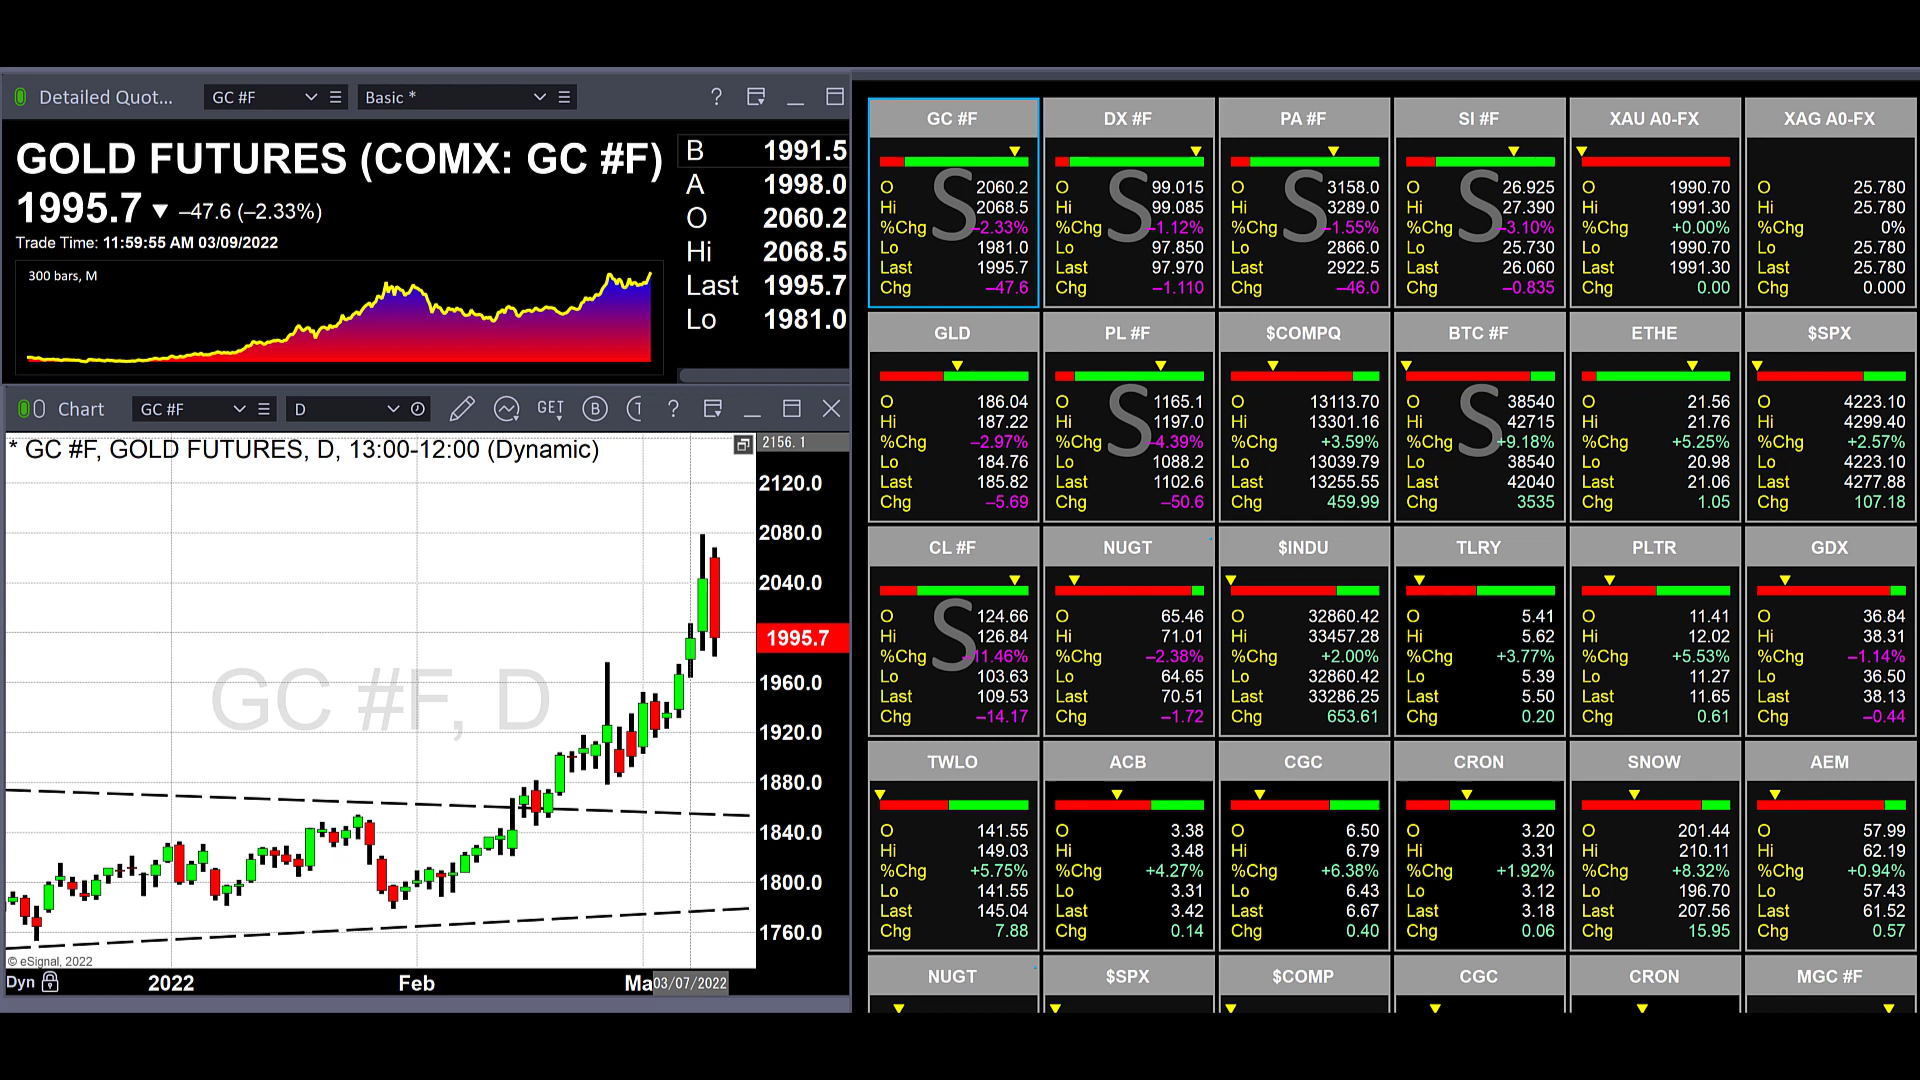 Detailed Quot... GC #F Basic *
GOLD FUTURES (COMX: GC #F)
1995.7 ▼ –47.6 (–2.33%)
Trade Time: 11:59:55 AM 03/09/2022
300 bars, M
B 1991.5
A 1998.0
O 2060.2
Hi 2068.5
Last 1995.7
Lo 1981.0
Chart GC #F D GET B T ?
* GC #F, GOLD FUTURES, D, 13:00-12:00 (Dynamic)
2156.1
2120.0
2080.0
2040.0
1995.7
1960.0
1920.0
1880.0
1840.0
1800.0
1760.0
GC #F, D
© eSignal, 2022
Dyn 2022 Feb Ma 03/07/2022
GC #F DX #F PA #F SI #F XAU A0-FX XAG A0-FX
S S S S
O 2060.2 O 99.015 O 3158.0 O 26.925 O 1990.70 O 25.780
Hi 2068.5 Hi 99.085 Hi 3289.0 Hi 27.390 Hi 1991.30 Hi 25.780
%Chg –2.33% %Chg –1.12% %Chg –1.55% %Chg –3.10% %Chg +0.00% %Chg 0%
Lo 1981.0 Lo 97.850 Lo 2866.0 Lo 25.730 Lo 1990.70 Lo 25.780
Last 1995.7 Last 97.970 Last 2922.5 Last 26.060 Last 1991.30 Last 25.780
Chg –47.6 Chg –1.110 Chg –46.0 Chg –0.835 Chg 0.00 Chg 0.000
GLD PL #F $COMPQ BTC #F ETHE $SPX
S S
O 186.04 O 1165.1 O 13113.70 O 38540 O 21.56 O 4223.10
Hi 187.22 Hi 1197.0 Hi 13301.16 Hi 42715 Hi 21.76 Hi 4299.40
%Chg –2.97% %Chg –4.39% %Chg +3.59% %Chg +9.18% %Chg +5.25% %Chg +2.57%
Lo 184.76 Lo 1088.2 Lo 13039.79 Lo 38540 Lo 20.98 Lo 4223.10
Last 185.82 Last 1102.6 Last 13255.55 Last 42040 Last 21.06 Last 4277.88
Chg –5.69 Chg –50.6 Chg 459.99 Chg 3535 Chg 1.05 Chg 107.18
CL #F NUGT $INDU TLRY PLTR GDX
S
O 124.66 O 65.46 O 32860.42 O 5.41 O 11.41 O 36.84
Hi 126.84 Hi 71.01 Hi 33457.28 Hi 5.62 Hi 12.02 Hi 38.31
%Chg –11.46% %Chg –2.38% %Chg +2.00% %Chg +3.77% %Chg +5.53% %Chg –1.14%
Lo 103.63 Lo 64.65 Lo 32860.42 Lo 5.39 Lo 11.27 Lo 36.50
Last 109.53 Last 70.51 Last 33286.25 Last 5.50 Last 11.65 Last 38.13
Chg –14.17 Chg –1.72 Chg 653.61 Chg 0.20 Chg 0.61 Chg –0.44
TWLO ACB CGC CRON SNOW AEM
O 141.55 O 3.38 O 6.50 O 3.20 O 201.44 O 57.99
Hi 149.03 Hi 3.48 Hi 6.79 Hi 3.31 Hi 210.11 Hi 62.19
%Chg +5.75% %Chg +4.27% %Chg +6.38% %Chg +1.92% %Chg +8.32% %Chg +0.94%
Lo 141.55 Lo 3.31 Lo 6.43 Lo 3.12 Lo 196.70 Lo 57.43
Last 145.04 Last 3.42 Last 6.67 Last 3.18 Last 207.56 Last 61.52
Chg 7.88 Chg 0.14 Chg 0.40 Chg 0.06 Chg 15.95 Chg 0.57
NUGT $SPX $COMP CGC CRON MGC #F